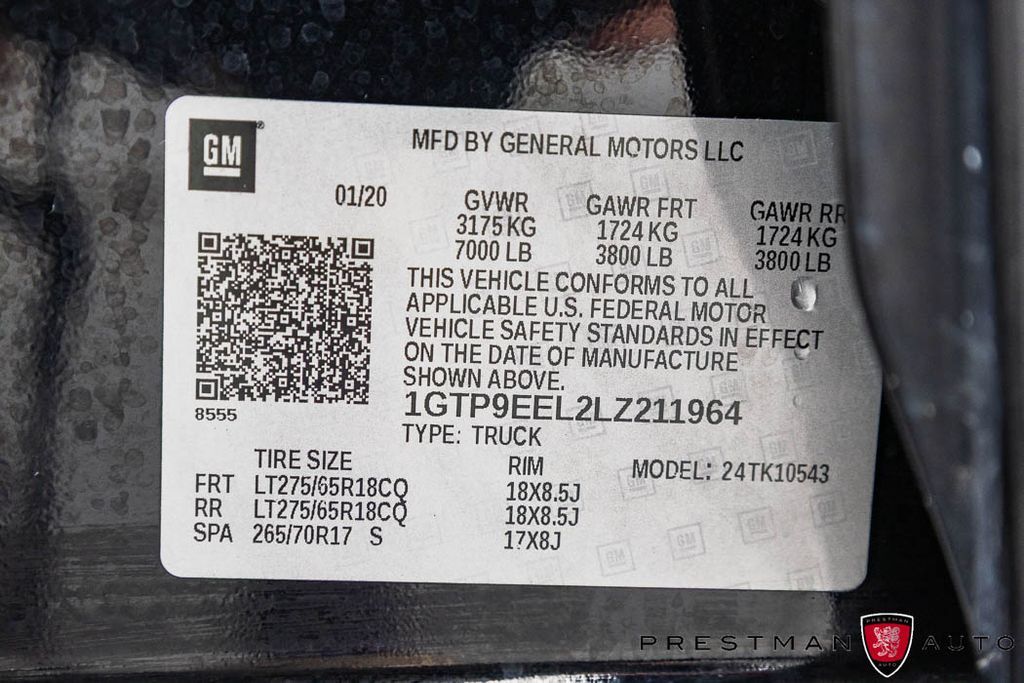 GM
MFD BY GENERAL MOTORS LLC
01/20
GVWR GAWR FRT GAWR RR
3175 KG 1724 KG 1724 KG
7000 LB 3800 LB 3800 LB
THIS VEHICLE CONFORMS TO ALL
APPLICABLE U.S. FEDERAL MOTOR
VEHICLE SAFETY STANDARDS IN EFFECT
ON THE DATE OF MANUFACTURE
SHOWN ABOVE.
8555
1GTP9EEL2LZ211964
TYPE: TRUCK
TIRE SIZE RIM MODEL: 24TK10543
FRT LT275/65R18CQ 18X8.5J
RR LT275/65R18CQ 18X8.5J
SPA 265/70R17 S 17X8J
PRESTMAN AUTO
PRESTMAN
AUTO